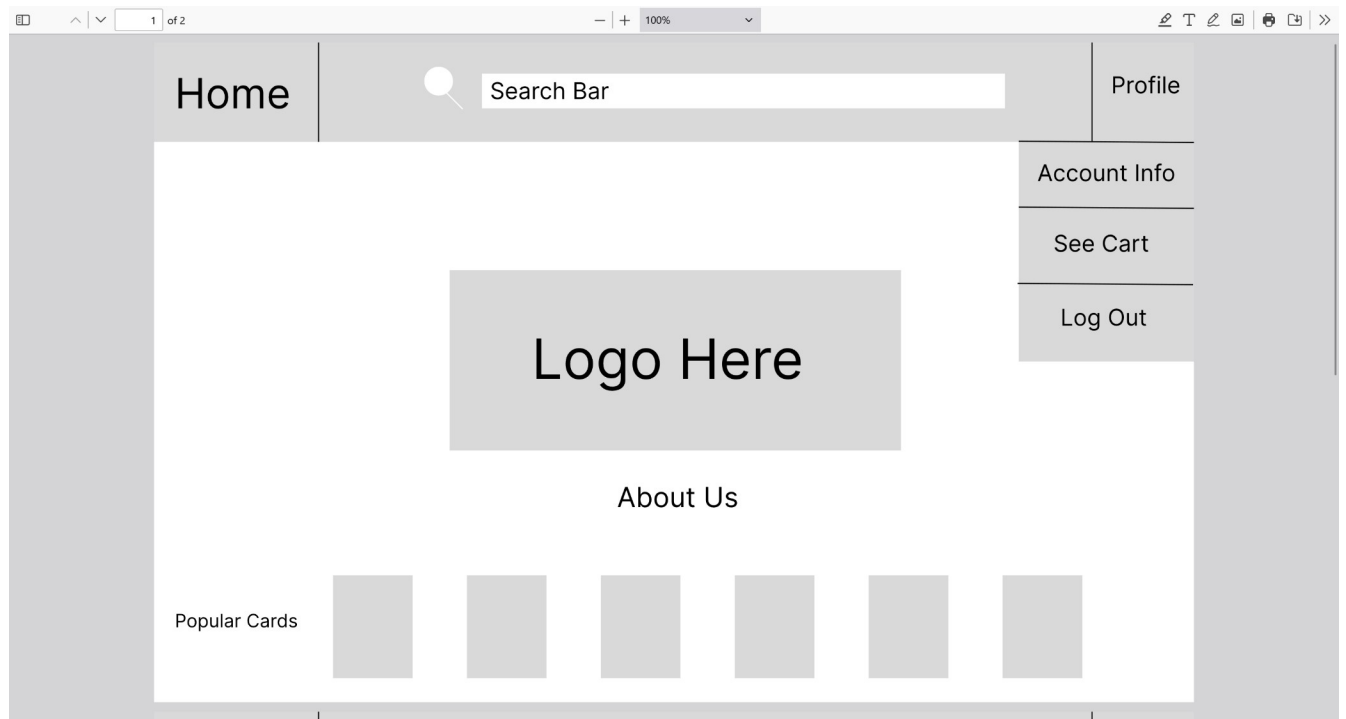 1 of 2
100%
Home
Search Bar
Profile
Account Info
See Cart
Log Out
Logo Here
About Us
Popular Cards